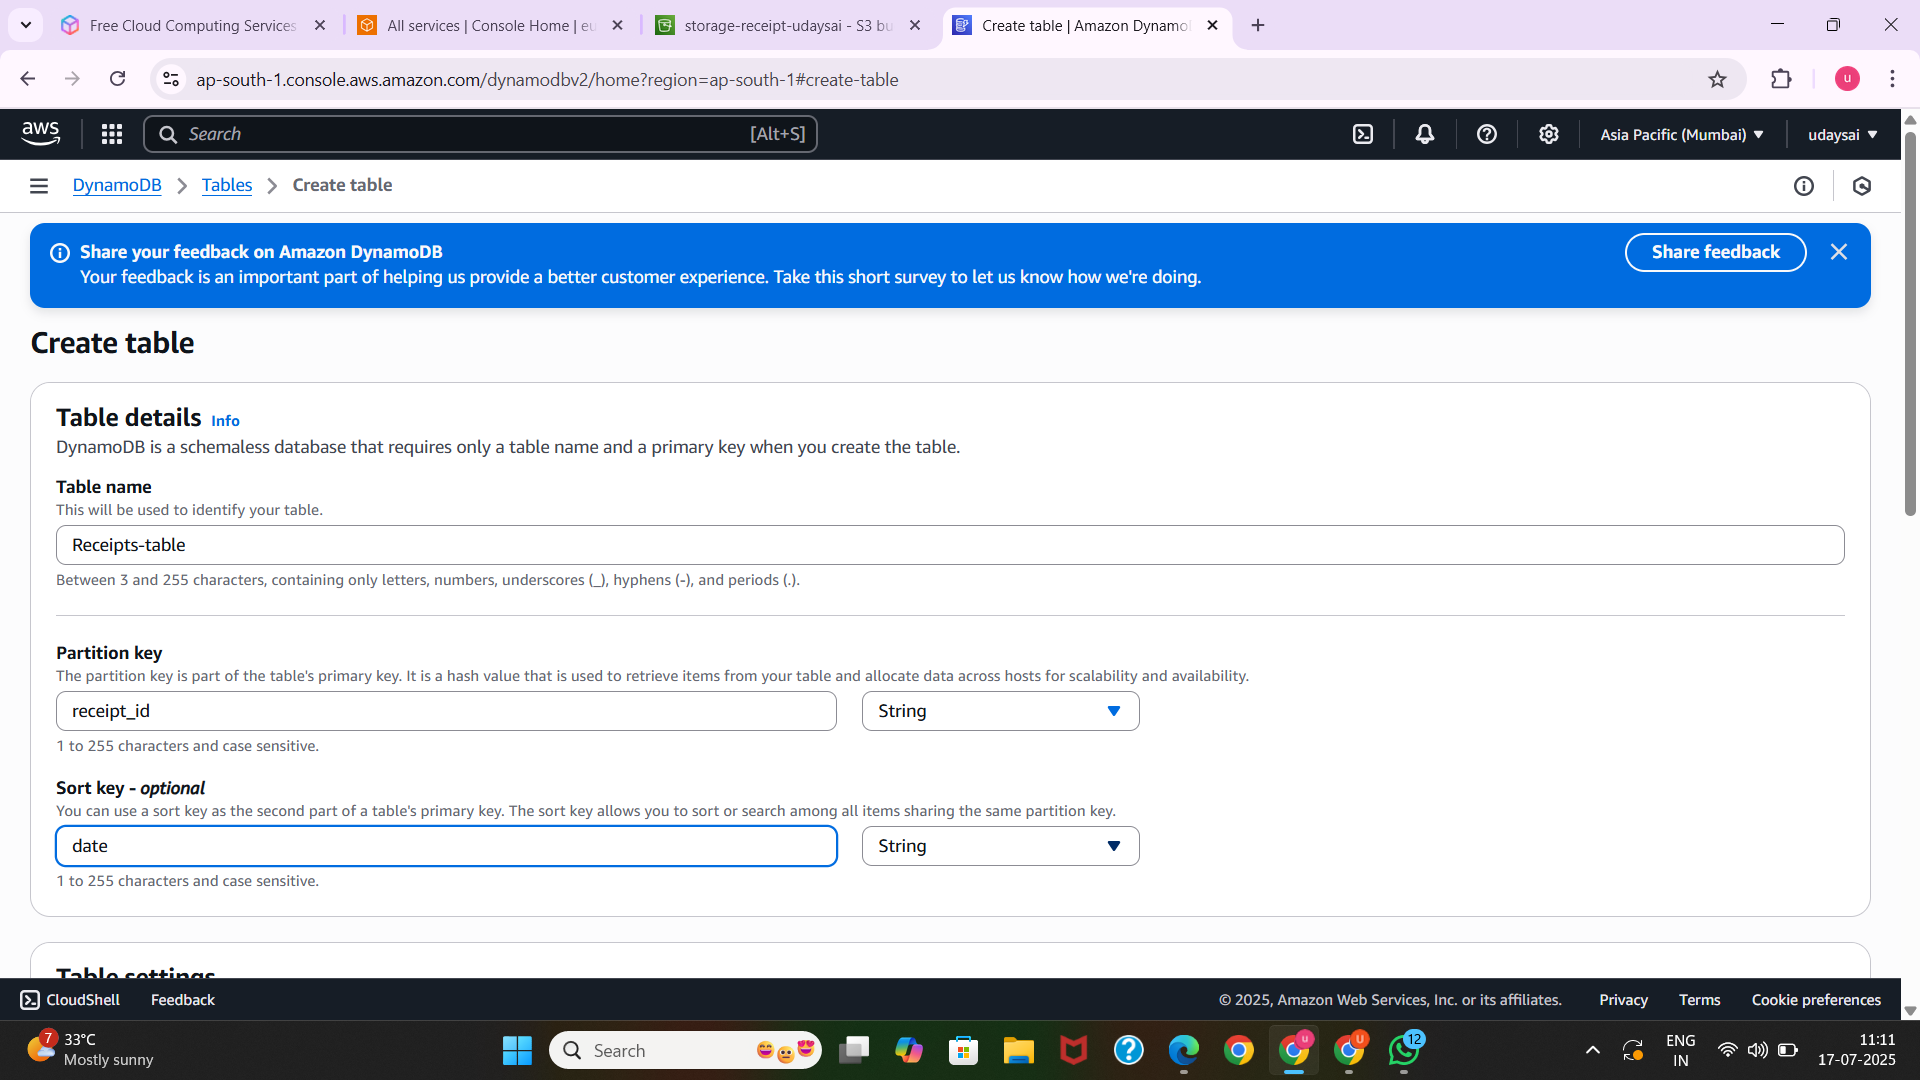 Free Cloud Computing Services
All services | Console Home | eu
storage-receipt-udaysai - S3 bu
Create table | Amazon Dynamo
ap-south-1.console.aws.amazon.com/dynamodbv2/home?region=ap-south-1#create-table
u
aws
Search
[Alt+S]
Asia Pacific (Mumbai)
udaysai
DynamoDB
Tables
Create table
Share your feedback on Amazon DynamoDB
Your feedback is an important part of helping us provide a better customer experience. Take this short survey to let us know how we're doing.
Share feedback
Create table
Table details Info
DynamoDB is a schemaless database that requires only a table name and a primary key when you create the table.
Table name
This will be used to identify your table.
Receipts-table
Between 3 and 255 characters, containing only letters, numbers, underscores (_), hyphens (-), and periods (.).
Partition key
The partition key is part of the table's primary key. It is a hash value that is used to retrieve items from your table and allocate data across hosts for scalability and availability.
receipt_id
String
1 to 255 characters and case sensitive.
Sort key - optional
You can use a sort key as the second part of a table's primary key. The sort key allows you to sort or search among all items sharing the same partition key.
date
String
1 to 255 characters and case sensitive.
Table settings
CloudShell
Feedback
© 2025, Amazon Web Services, Inc. or its affiliates.
Privacy
Terms
Cookie preferences
7
33°C
Mostly sunny
Search
u
U
12
ENG
IN
11:11
17-07-2025